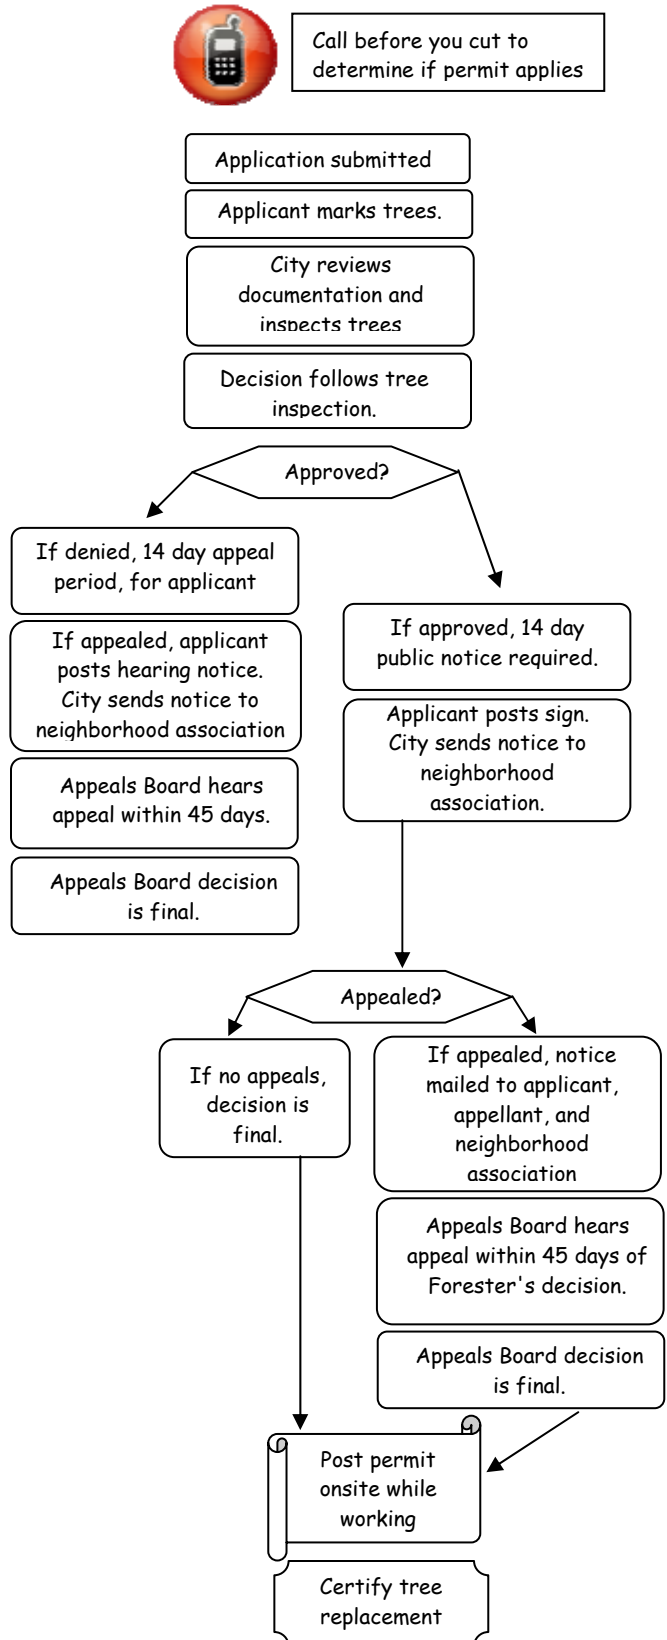 Call before you cut to
determine if permit applies
Application submitted
Applicant marks trees.
City reviews
documentation and
inspects trees
Decision follows tree
inspection.
Approved?
If denied, 14 day appeal
period, for applicant
If appealed, applicant
posts hearing notice.
City sends notice to
neighborhood association
Appeals Board hears
appeal within 45 days.
Appeals Board decision
is final.
If approved, 14 day
public notice required.
Applicant posts sign.
City sends notice to
neighborhood
association.
Appealed?
If no appeals,
decision is
final.
If appealed, notice
mailed to applicant,
appellant, and
neighborhood
association
Appeals Board hears
appeal within 45 days of
Forester's decision.
Appeals Board decision
is final.
Post permit
onsite while
working
Certify tree
replacement